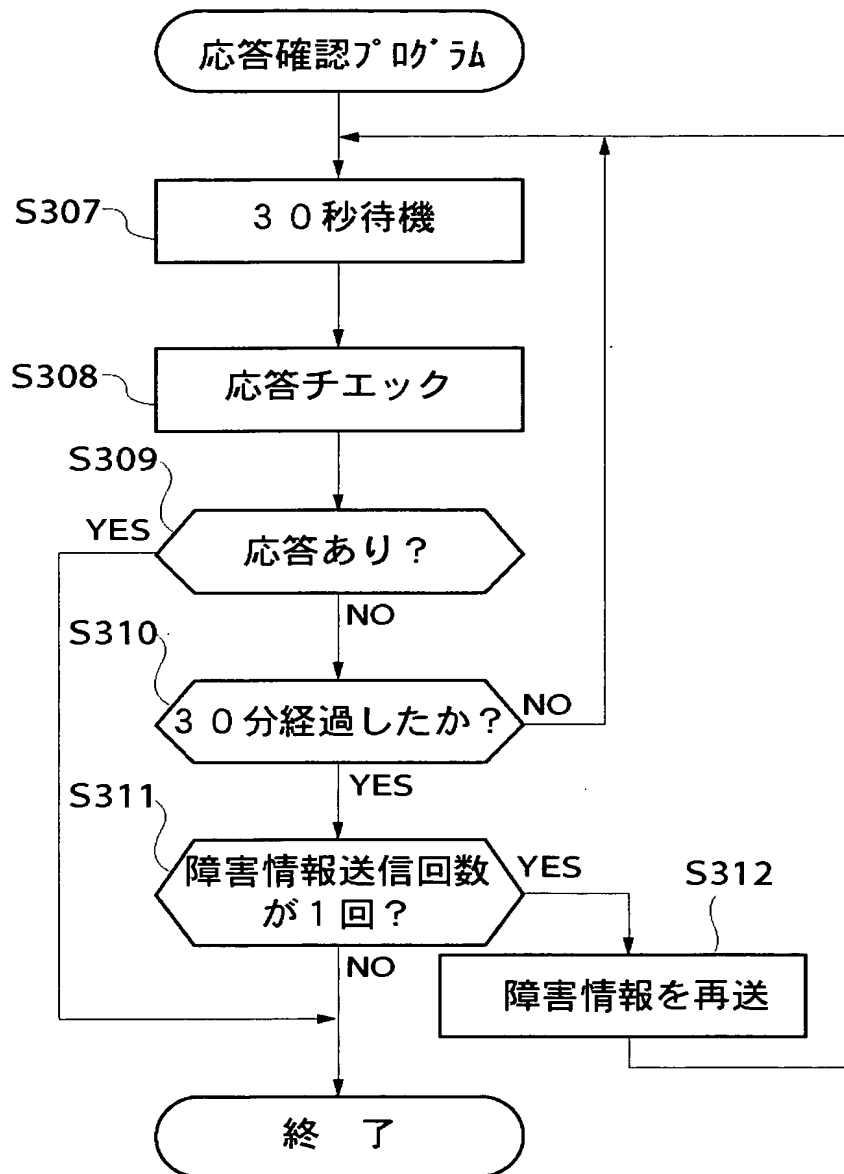 応答確認ﾌﾟﾛｸﾞﾗﾑ
S307
３０秒待機
S308
応答チエック
S309
YES
応答あり？
NO
S310
３０分経過したか？
NO
YES
S311
障害情報送信回数
が１回？
YES
S312
NO
障害情報を再送
終　了